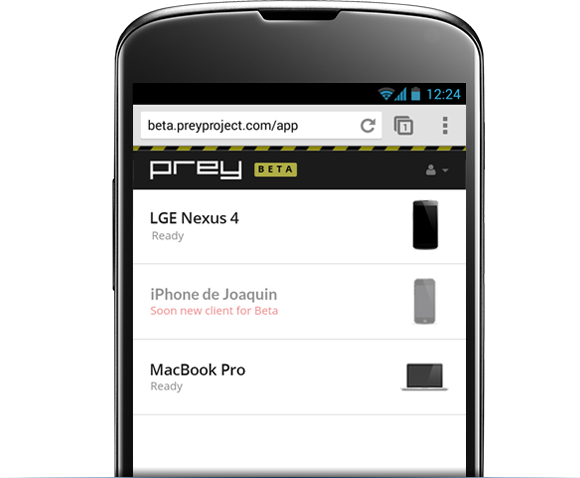 12:24
beta.preyproject.com/app
1
prey BETA
LGE Nexus 4
Ready
iPhone de Joaquin
Soon new client for Beta
MacBook Pro
Ready